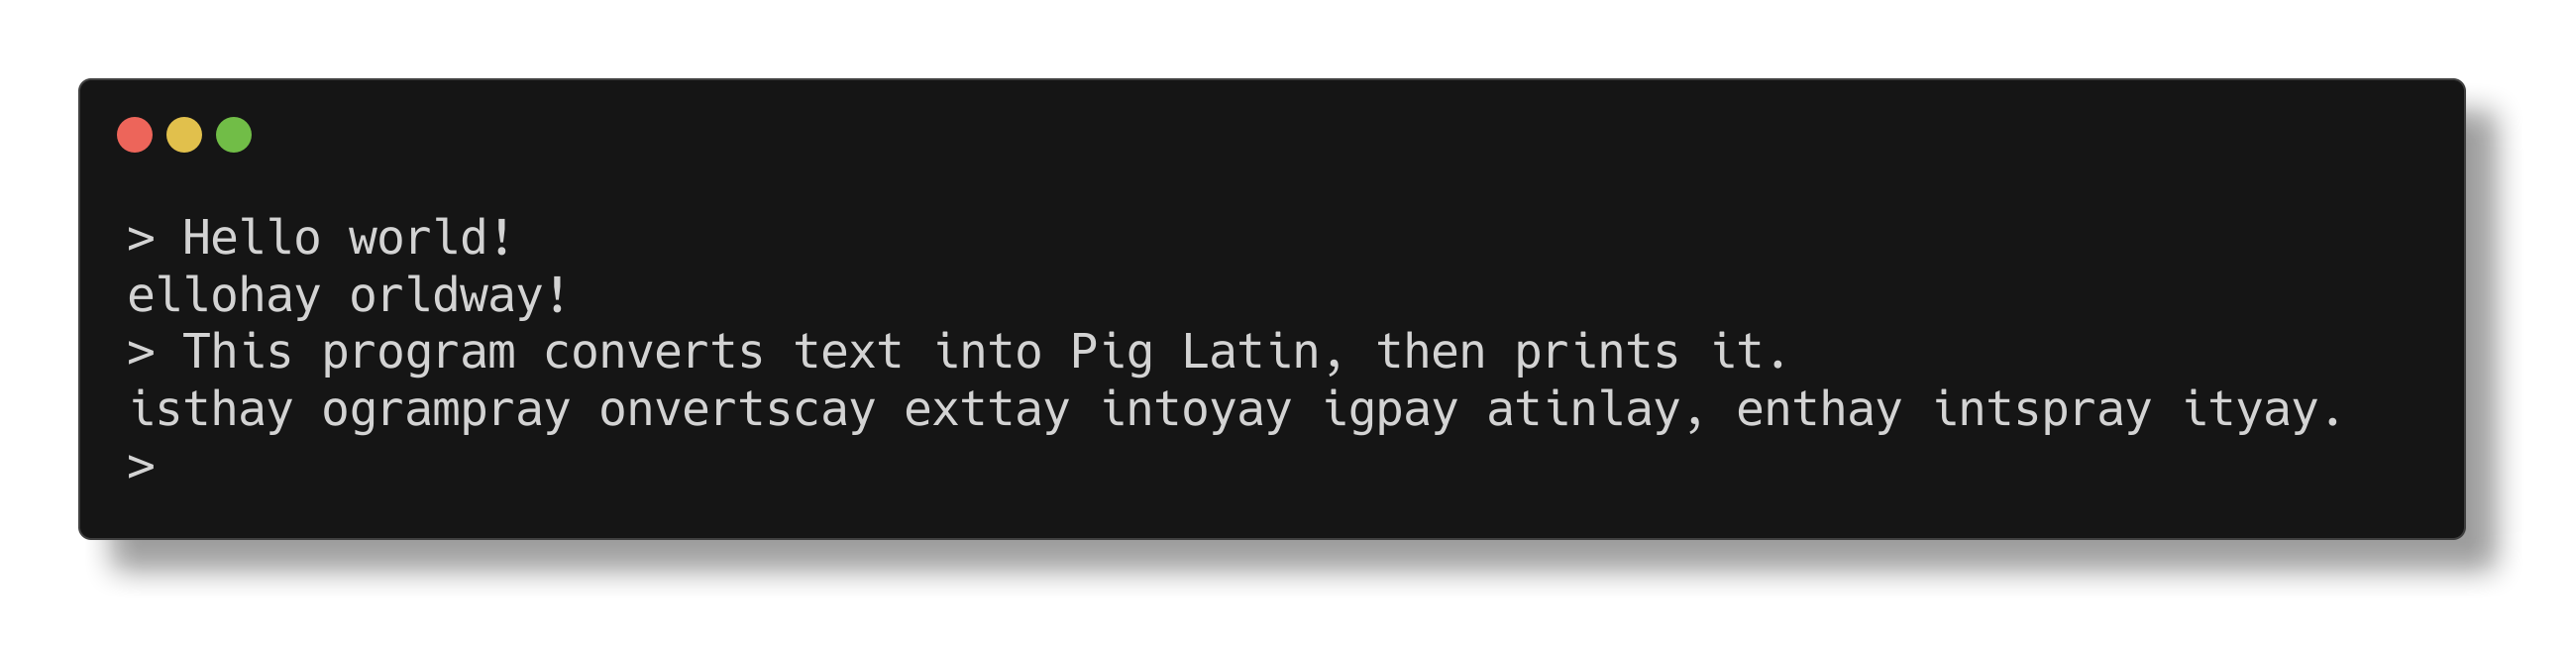 > Hello world!
ellohay orldway!
> This program converts text into Pig Latin, then prints it.
isthay ogrampray onvertscay exttay intoyay igpay atinlay, enthay intspray ityay.
>